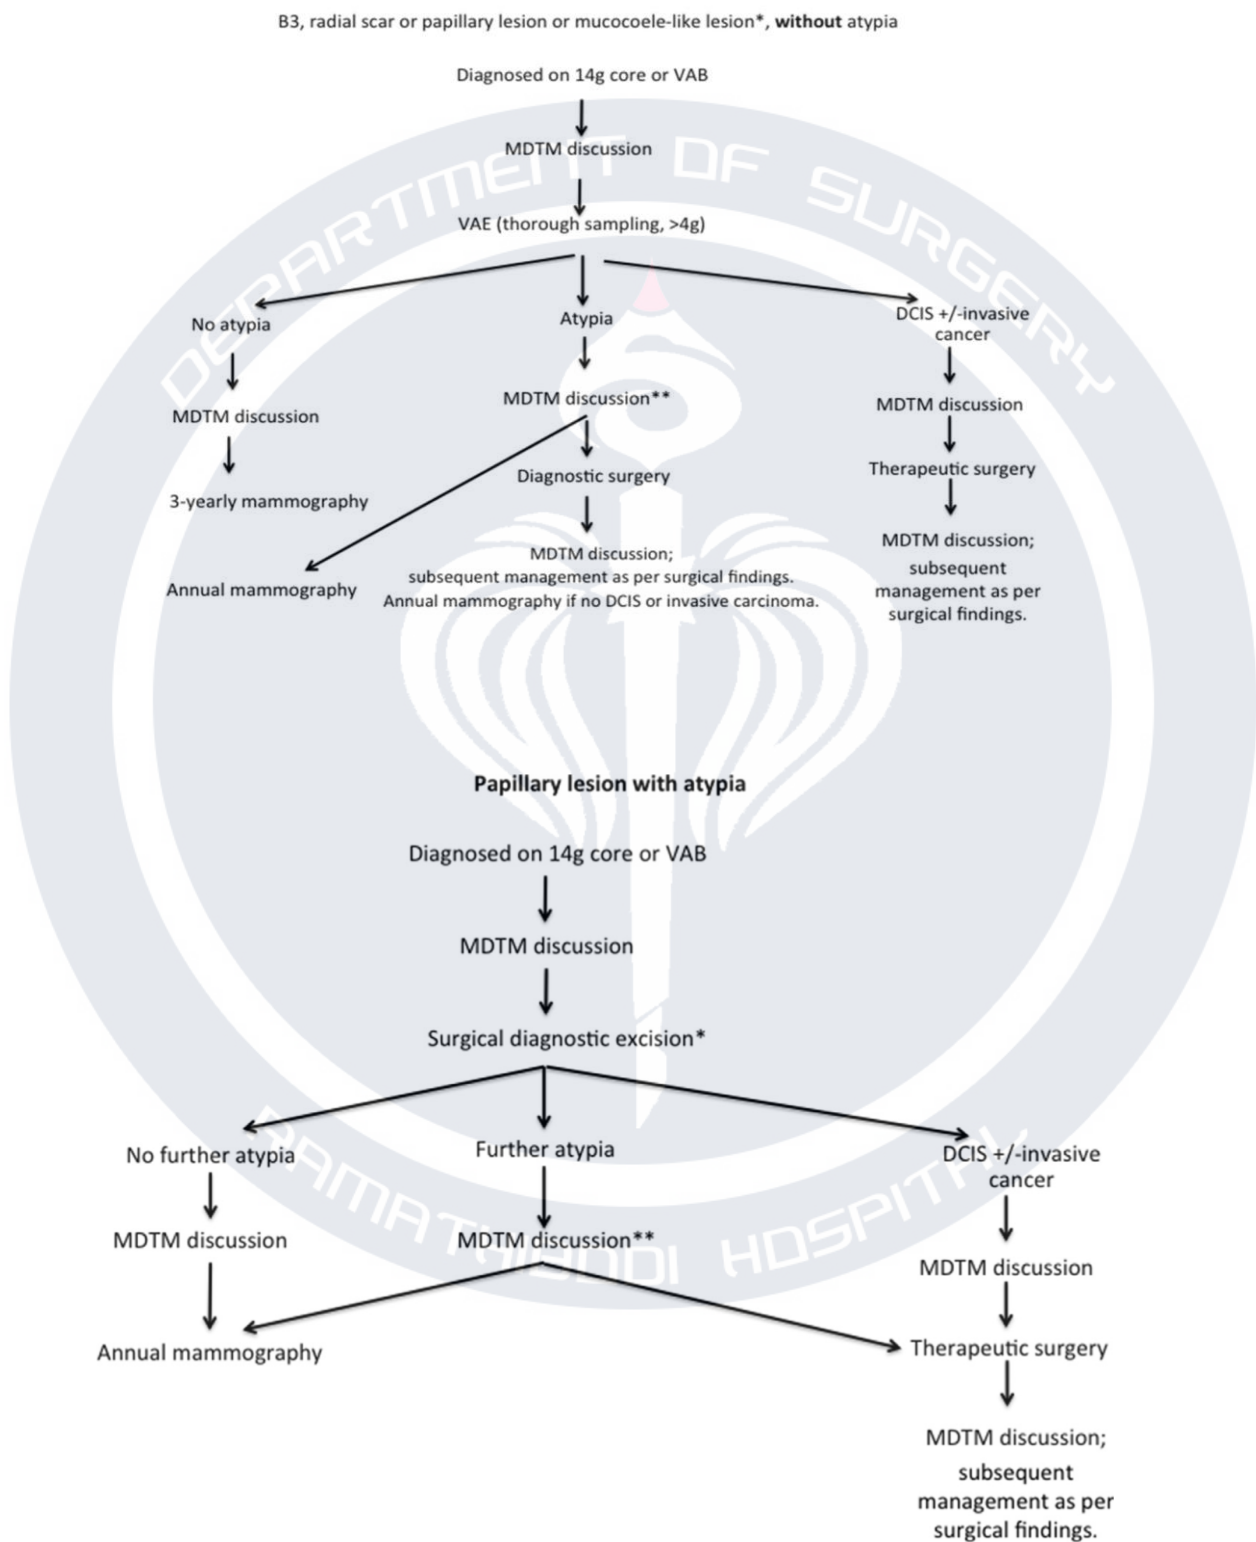 B3, radial scar or papillary lesion or mucocoele-like lesion*, without atypia
Diagnosed on 14g core or VAB
MDTM discussion
VAE (thorough sampling, >4g)
No atypia
MDTM discussion
3-yearly mammography
Atypia
MDTM discussion**
Annual mammography
Diagnostic surgery
MDTM discussion;
subsequent management as per surgical findings.
Annual mammography if no DCIS or invasive carcinoma.
DCIS +/-invasive
cancer
MDTM discussion
Therapeutic surgery
MDTM discussion;
subsequent
management as per
surgical findings.
Papillary lesion with atypia
Diagnosed on 14g core or VAB
MDTM discussion
Surgical diagnostic excision*
No further atypia
MDTM discussion
Annual mammography
Further atypia
MDTM discussion**
DCIS +/-invasive
cancer
MDTM discussion
Therapeutic surgery
MDTM discussion;
subsequent
management as per
surgical findings.
DEPARTMENT OF SURGERY
RAMATHIBODI HOSPITAL